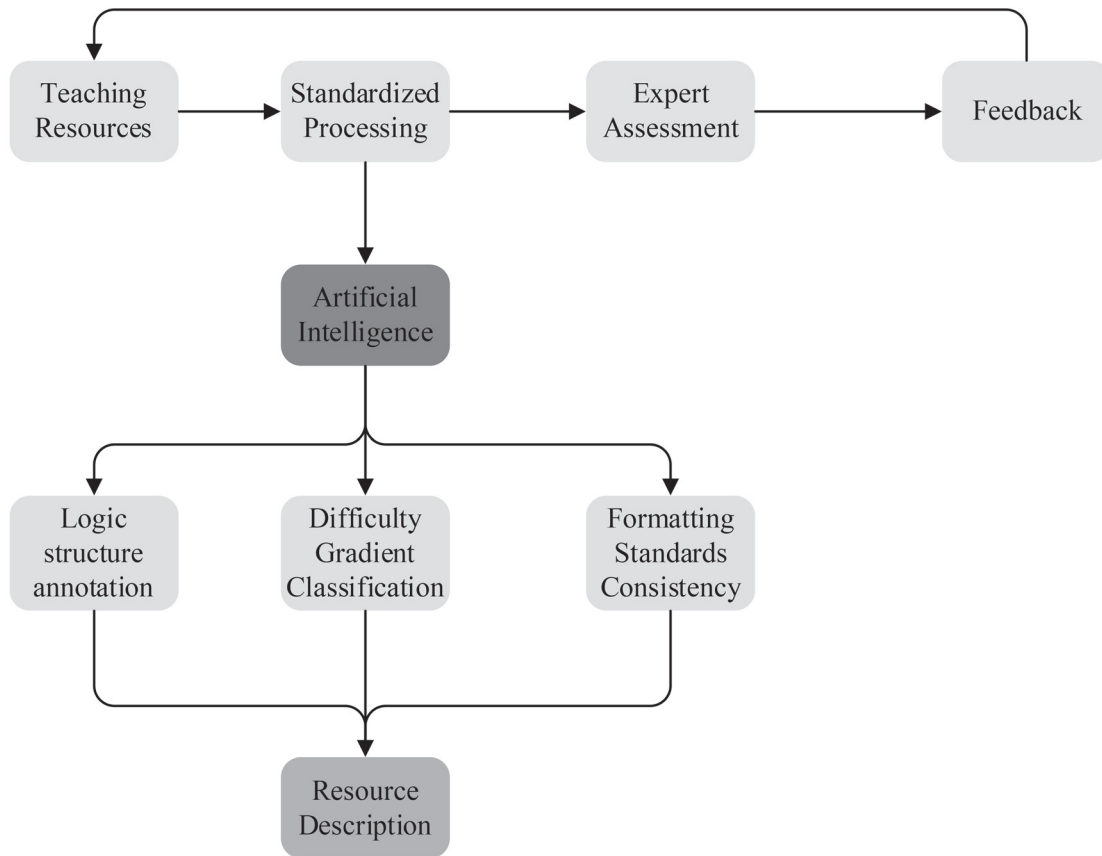 Teaching
Resources
Standardized
Processing
Expert
Assessment
Feedback
Artificial
Intelligence
Logic
structure
annotation
Difficulty
Gradient
Classification
Formatting
Standards
Consistency
Resource
Description